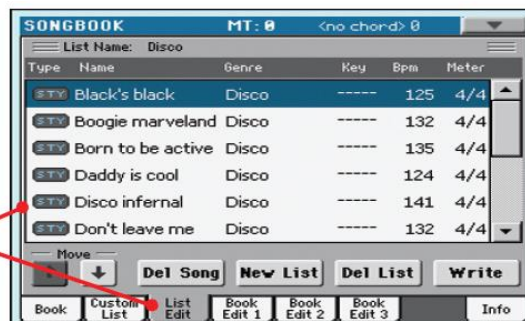 SONGBOOK MT: 0 <no chord> 0
List Name: Disco
Type Name Genre Key Bpm Meter
STY Black's black Disco ----- 125 4/4
STY Boogie marveland Disco ----- 132 4/4
STY Born to be active Disco ----- 135 4/4
STY Daddy is cool Disco ----- 124 4/4
STY Disco infernal Disco ----- 141 4/4
STY Don't leave me Disco ----- 132 4/4
Move
Del Song New List Del List Write
Book Custom List List Edit Book Edit 1 Book Edit 2 Book Edit 3 Info